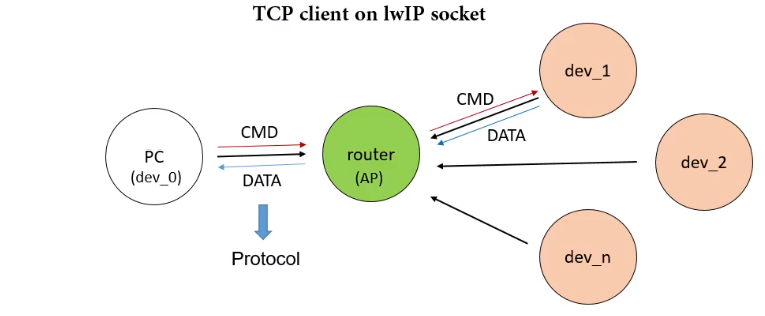 TCP client on lwIP socket
dev_1
CMD
DATA
CMD
PC
(dev_0)
router
(AP)
dev_2
DATA
Protocol
dev_n